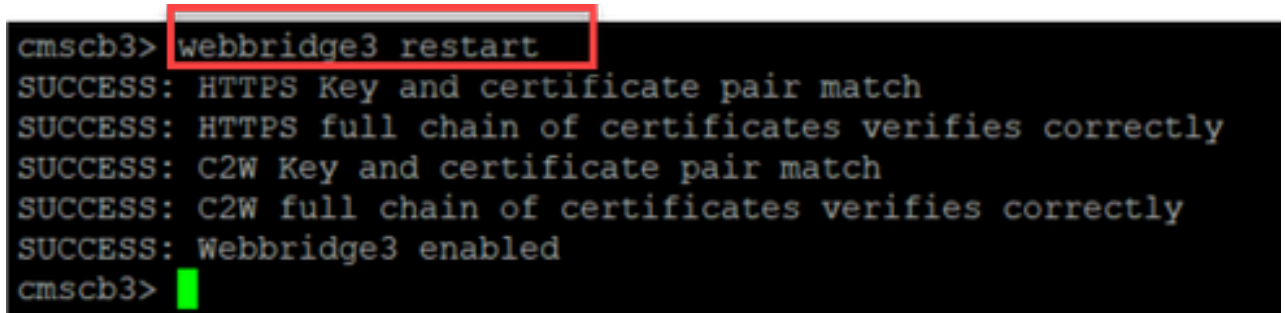 cmscb3> webbridge3 restart
SUCCESS: HTTPS Key and certificate pair match
SUCCESS: HTTPS full chain of certificates verifies correctly
SUCCESS: C2W Key and certificate pair match
SUCCESS: C2W full chain of certificates verifies correctly
SUCCESS: Webbridge3 enabled
cmscb3>